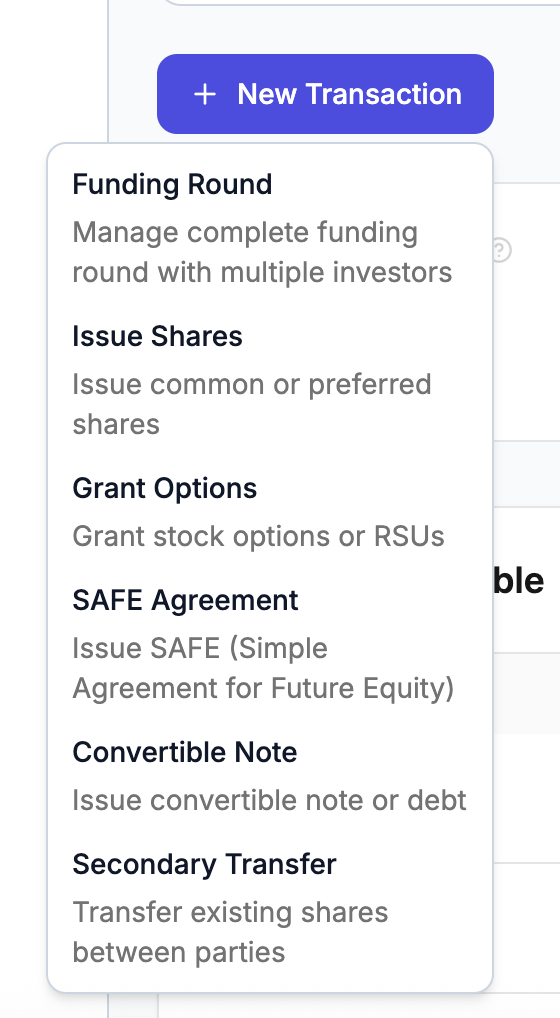 + New Transaction
Funding Round
Manage complete funding
round with multiple investors
?
Issue Shares
Issue common or preferred
shares
Grant Options
Grant stock options or RSUs
ble
SAFE Agreement
Issue SAFE (Simple
Agreement for Future Equity)
Convertible Note
Issue convertible note or debt
Secondary Transfer
Transfer existing shares
between parties